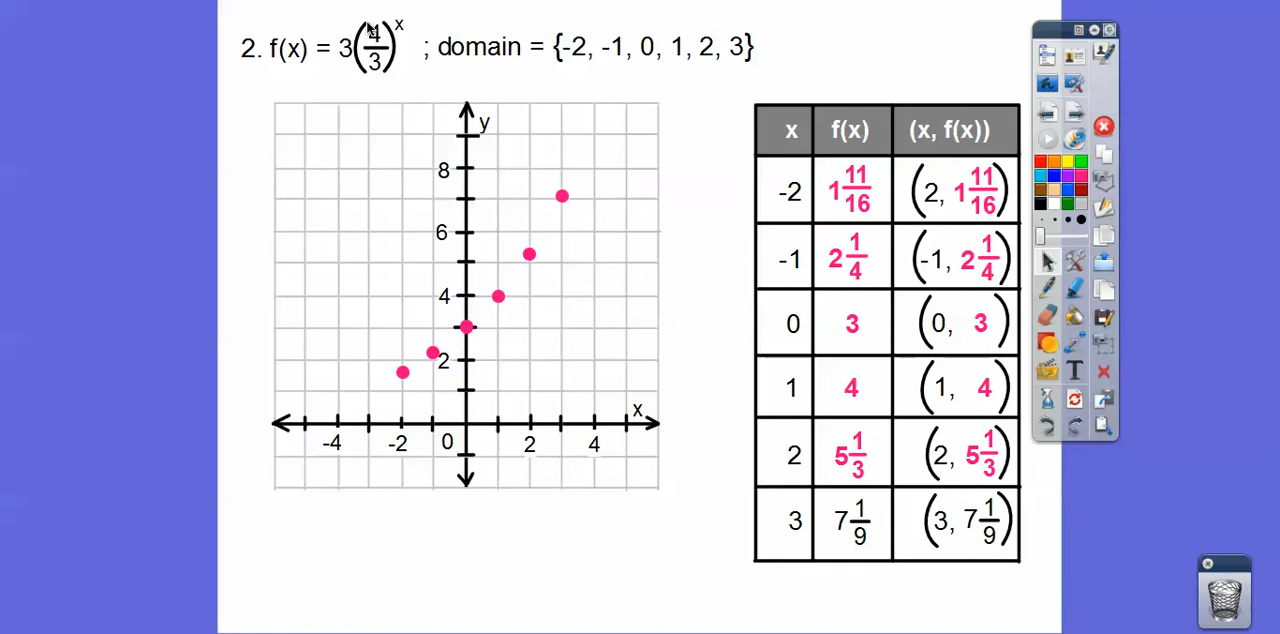 2. f(x) = 3(4/3)^x ; domain = {-2, -1, 0, 1, 2, 3}
y
8
6
4
2
x
-4 -2 0 2 4
x f(x) (x, f(x))
-2 1 11/16 (2, 1 11/16)
-1 2 1/4 (-1, 2 1/4)
0 3 (0, 3)
1 4 (1, 4)
2 5 1/3 (2, 5 1/3)
3 7 1/9 (3, 7 1/9)
T